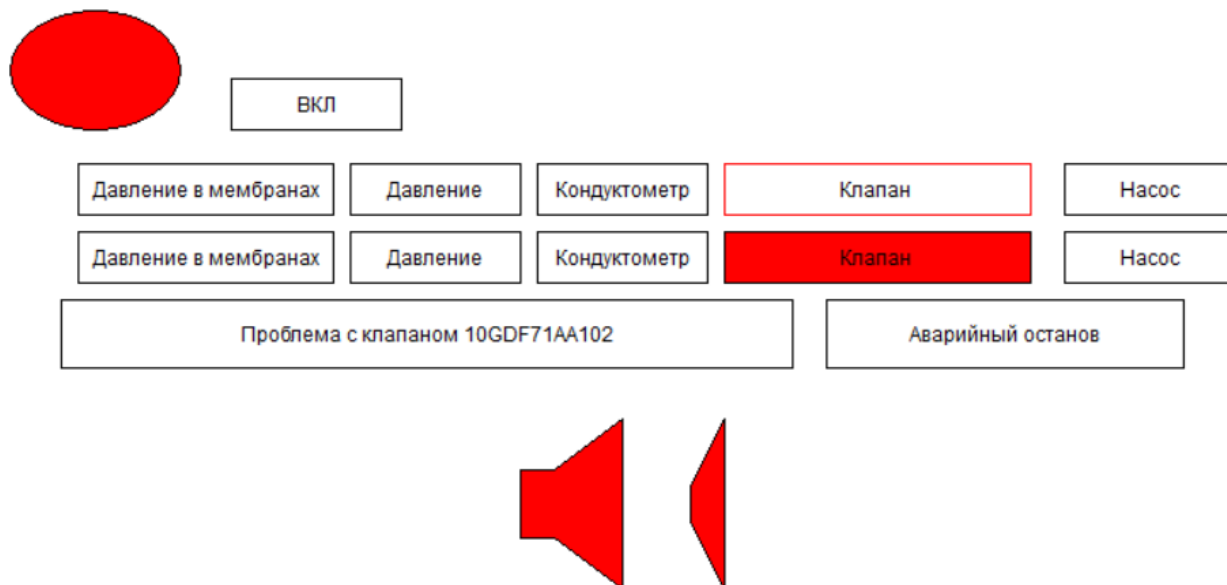 ВКЛ
Давление в мембранах Давление Кондуктометр Клапан Насос
Давление в мембранах Давление Кондуктометр Клапан Насос
Проблема с клапаном 10GDF71AA102 Аварийный останов